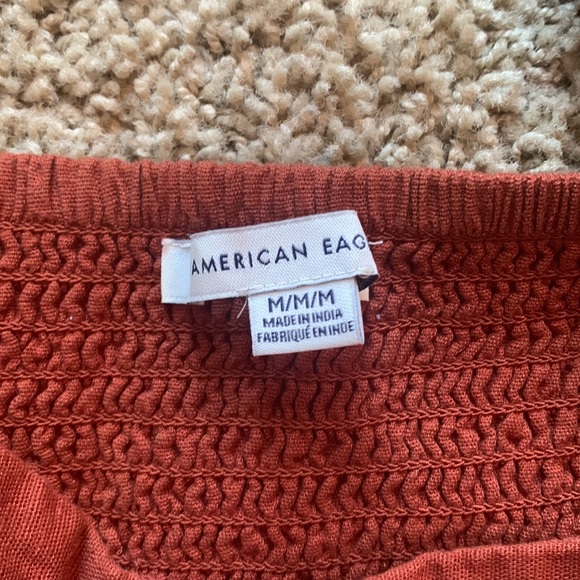 AMERICAN EAG
M/M/M
MADE IN INDIA
FABRIQUÉ EN INDE